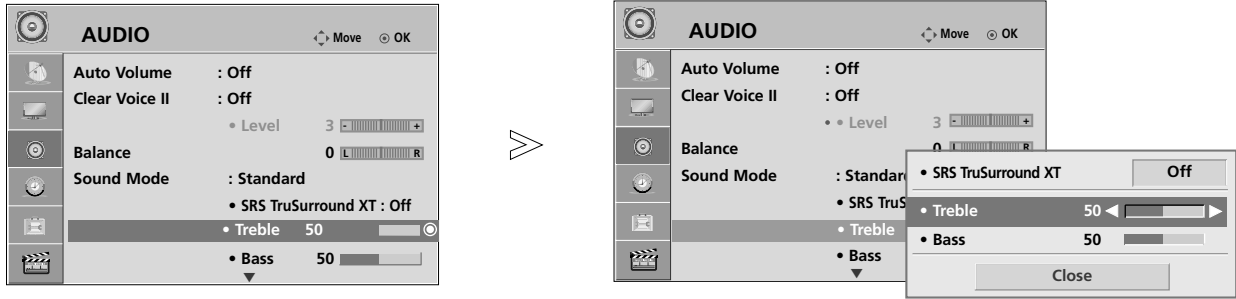 AUDIO Move OK
Auto Volume : Off
Clear Voice II : Off
• Level 3 - +
Balance 0 L R
Sound Mode : Standard
• SRS TruSurround XT : Off
• Treble 50
• Bass 50
AUDIO Move OK
Auto Volume : Off
Clear Voice II : Off
• • Level 3 - +
Balance 0 L R
Sound Mode : Standar
• SRS TruS
• Treble
• Bass
• SRS TruSurround XT Off
• Treble 50
• Bass 50
Close